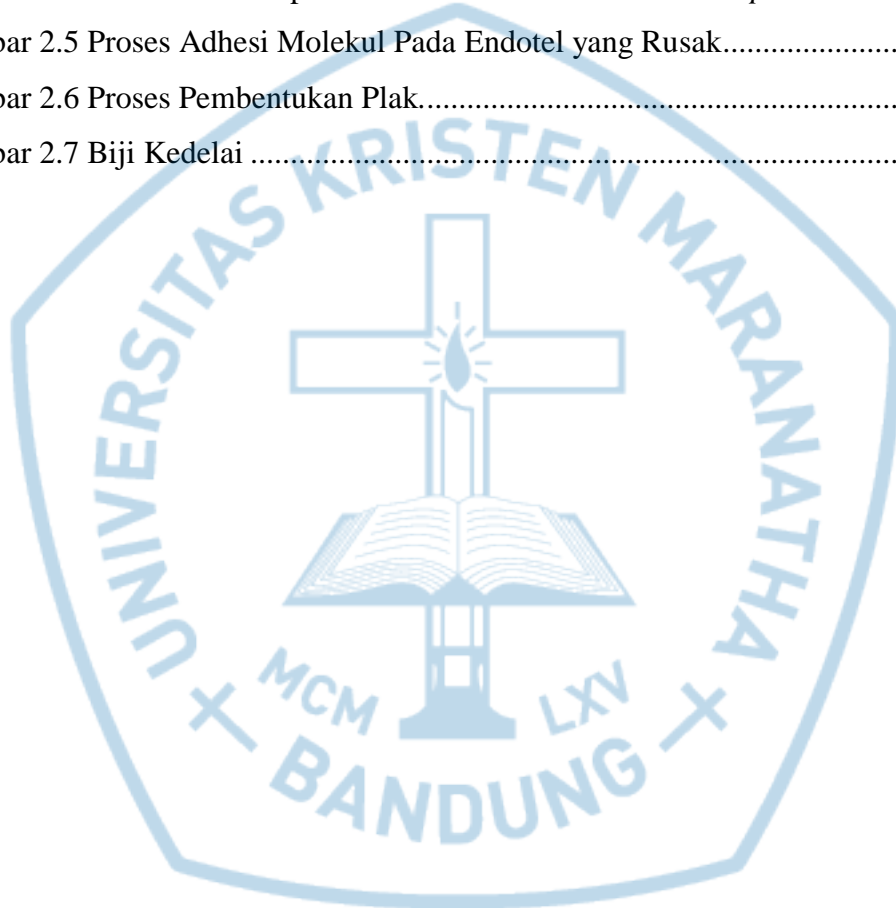 bar 2.5 Proses Adhesi Molekul Pada Endotel yang Rusak
bar 2.6 Proses Pembentukan Plak
bar 2.7 Biji Kedelai
UNIVERSITAS KRISTEN MARANATHA
MCM LXV
BANDUNG